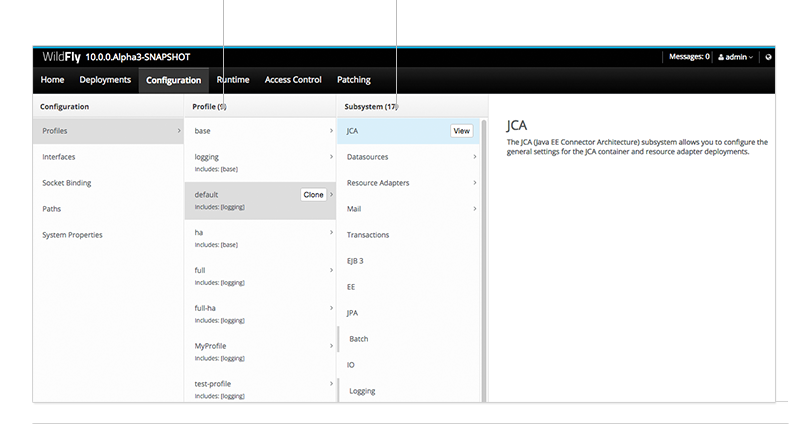 WildFly 10.0.0.Alpha3-SNAPSHOT
Messages: 0
admin
Home Deployments Configuration Runtime Access Control Patching
Configuration
Profiles
Interfaces
Socket Binding
Paths
System Properties
Profile (9)
base
logging
Includes: [base]
default
Clone
Includes: [logging]
ha
Includes: [base]
full
Includes: [logging]
full-ha
Includes: [logging]
MyProfile
Includes: [logging]
test-profile
Includes: [logging]
Subsystem (17)
JCA
View
Datasources
Resource Adapters
Mail
Transactions
EJB 3
EE
JPA
Batch
IO
Logging
JCA
The JCA (Java EE Connector Architecture) subsystem allows you to configure the
general settings for the JCA container and resource adapter deployments.